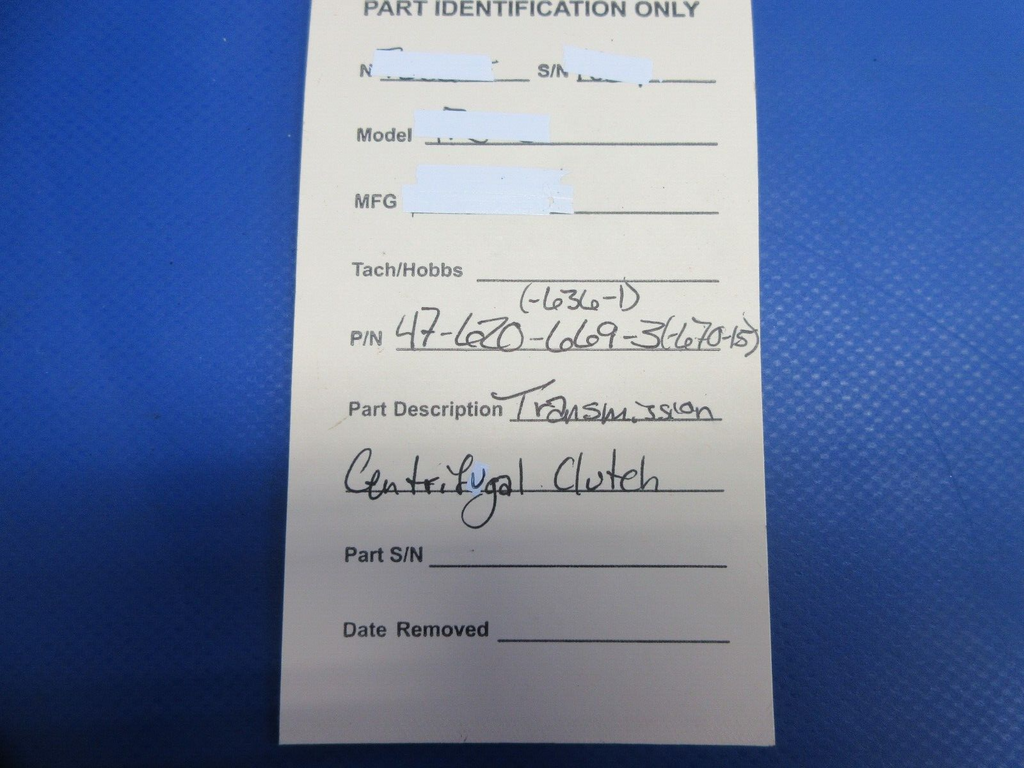 PART IDENTIFICATION ONLY
N S/N
Model
MFG
Tach/Hobbs
(-636-1)
P/N 47-620-669-3(-670-15)
Part Description Transmission
Centrifugal Clutch
Part S/N
Date Removed